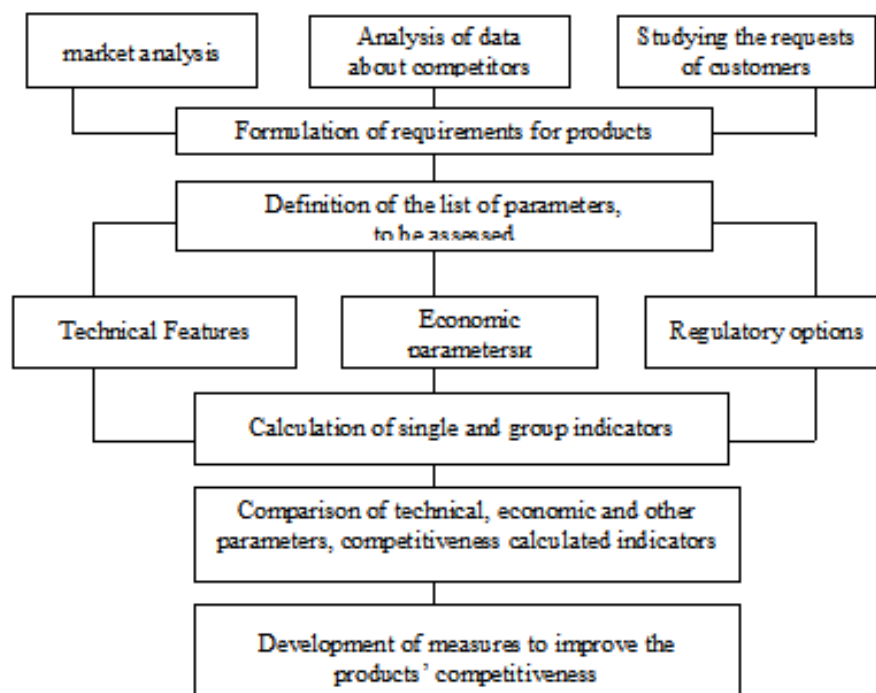 market analysis
Analysis of data
about competitors
Studying the requests
of customers
Formulation of requirements for products
Definition of the list of parameters,
to be assessed
Technical Features
Economic
parametersи
Regulatory options
Calculation of single and group indicators
Comparison of technical, economic and other
parameters, competitiveness calculated indicators
Development of measures to improve the
products’ competitiveness